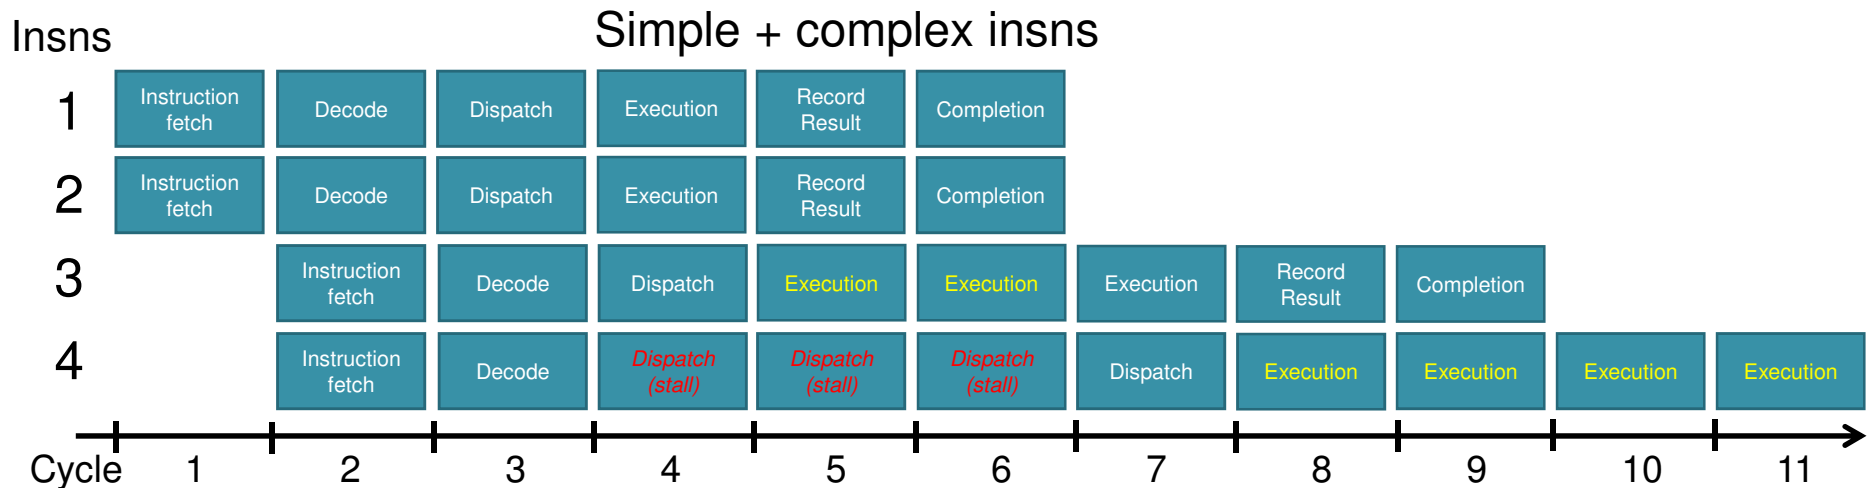 Insns
Simple + complex insns
1
Instruction
fetch
Decode
Dispatch
Execution
Record
Result
Completion
2
Instruction
fetch
Decode
Dispatch
Execution
Record
Result
Completion
3
Instruction
fetch
Decode
Dispatch
Execution
Execution
Execution
Record
Result
Completion
4
Instruction
fetch
Decode
Dispatch
(stall)
Dispatch
(stall)
Dispatch
(stall)
Dispatch
Execution
Execution
Execution
Execution
Cycle 1 2 3 4 5 6 7 8 9 10 11